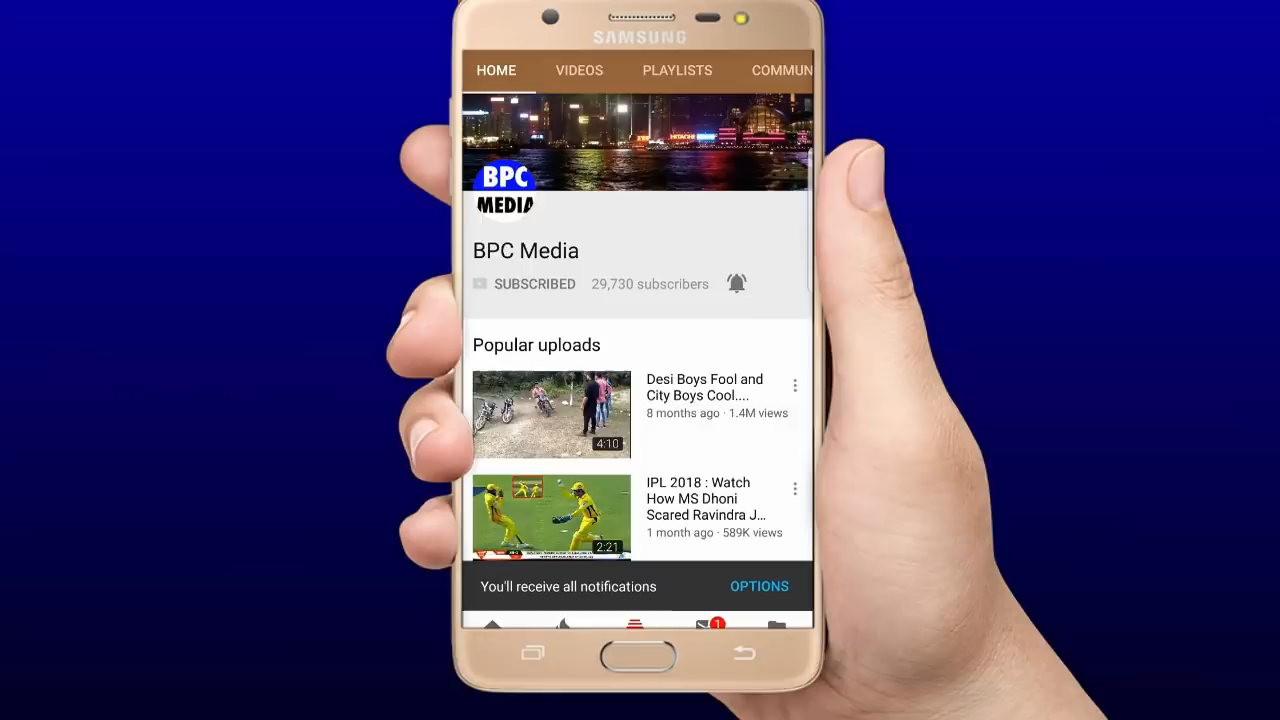 SAMSUNG
HOME VIDEOS PLAYLISTS COMMUN
HITACHI
BPC
MEDIA
BPC Media
SUBSCRIBED 29,730 subscribers
Popular uploads
Desi Boys Fool and
City Boys Cool....
8 months ago · 1.4M views
4:10
IPL 2018 : Watch
How MS Dhoni
Scared Ravindra J...
1 month ago · 589K views
2:21
You'll receive all notifications OPTIONS
1